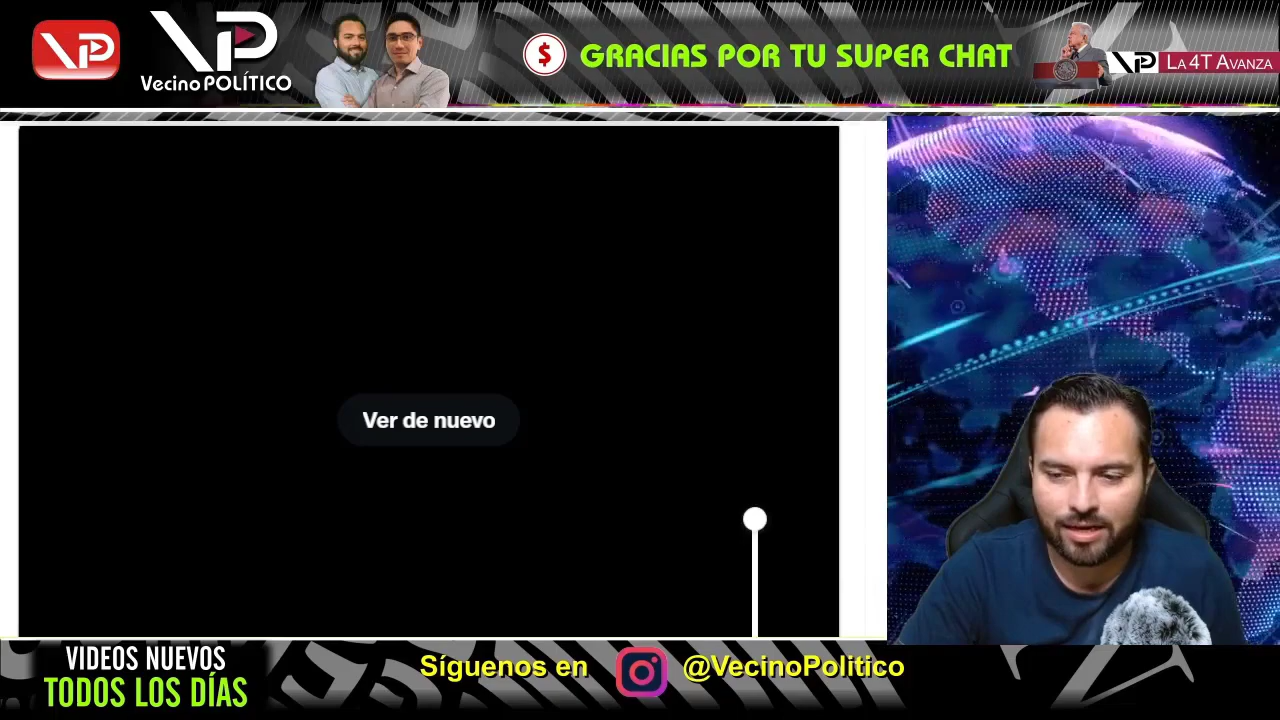 VP
VP
Vecino POLÍTICO
$
GRACIAS POR TU SUPER CHAT
VP
LA 4T AVANZA
Ver de nuevo
VIDEOS NUEVOS
TODOS LOS DÍAS
Síguenos en
@VecinoPolitico